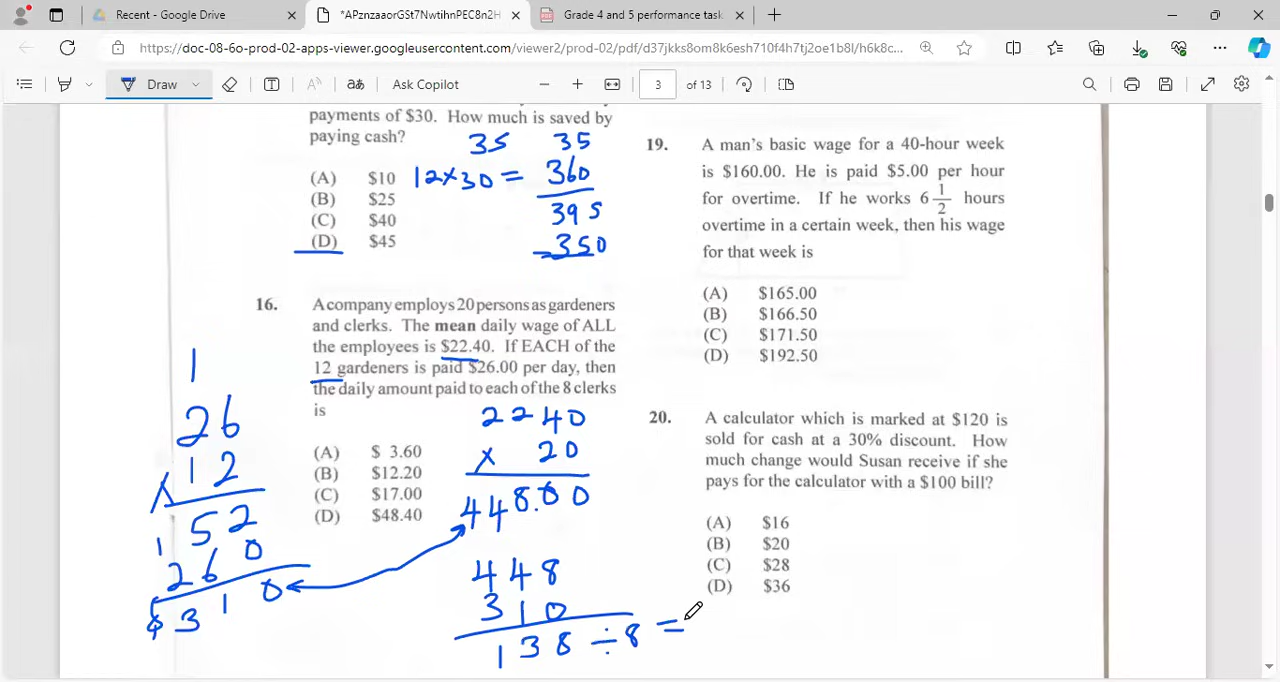 Recent - Google Drive
*APznzaaorGSt7NwtihnPEC8n2H
Grade 4 and 5 performance task
https://doc-08-6o-prod-02-apps-viewer.googleusercontent.com/viewer2/prod-02/pdf/d37jkks8om8k6esh710f4h7tj2oe1b8l/h6k8c...
Draw
Ask Copilot
3 of 13
payments of $30. How much is saved by
paying cash?
(A) $10
(B) $25
(C) $40
(D) $45
35 35
12×30 = 360
395
-350
16. A company employs 20 persons as gardeners
and clerks. The mean daily wage of ALL
the employees is $22.40. If EACH of the
12 gardeners is paid $26.00 per day, then
the daily amount paid to each of the 8 clerks
is
(A) $ 3.60
(B) $12.20
(C) $17.00
(D) $48.40
1
26
×12
152
260
$310
2240
× 20
448.00
448
310
138 ÷ 8 =
19. A man's basic wage for a 40-hour week
is $160.00. He is paid $5.00 per hour
for overtime. If he works 6 1/2 hours
overtime in a certain week, then his wage
for that week is
(A) $165.00
(B) $166.50
(C) $171.50
(D) $192.50
20. A calculator which is marked at $120 is
sold for cash at a 30% discount. How
much change would Susan receive if she
pays for the calculator with a $100 bill?
(A) $16
(B) $20
(C) $28
(D) $36